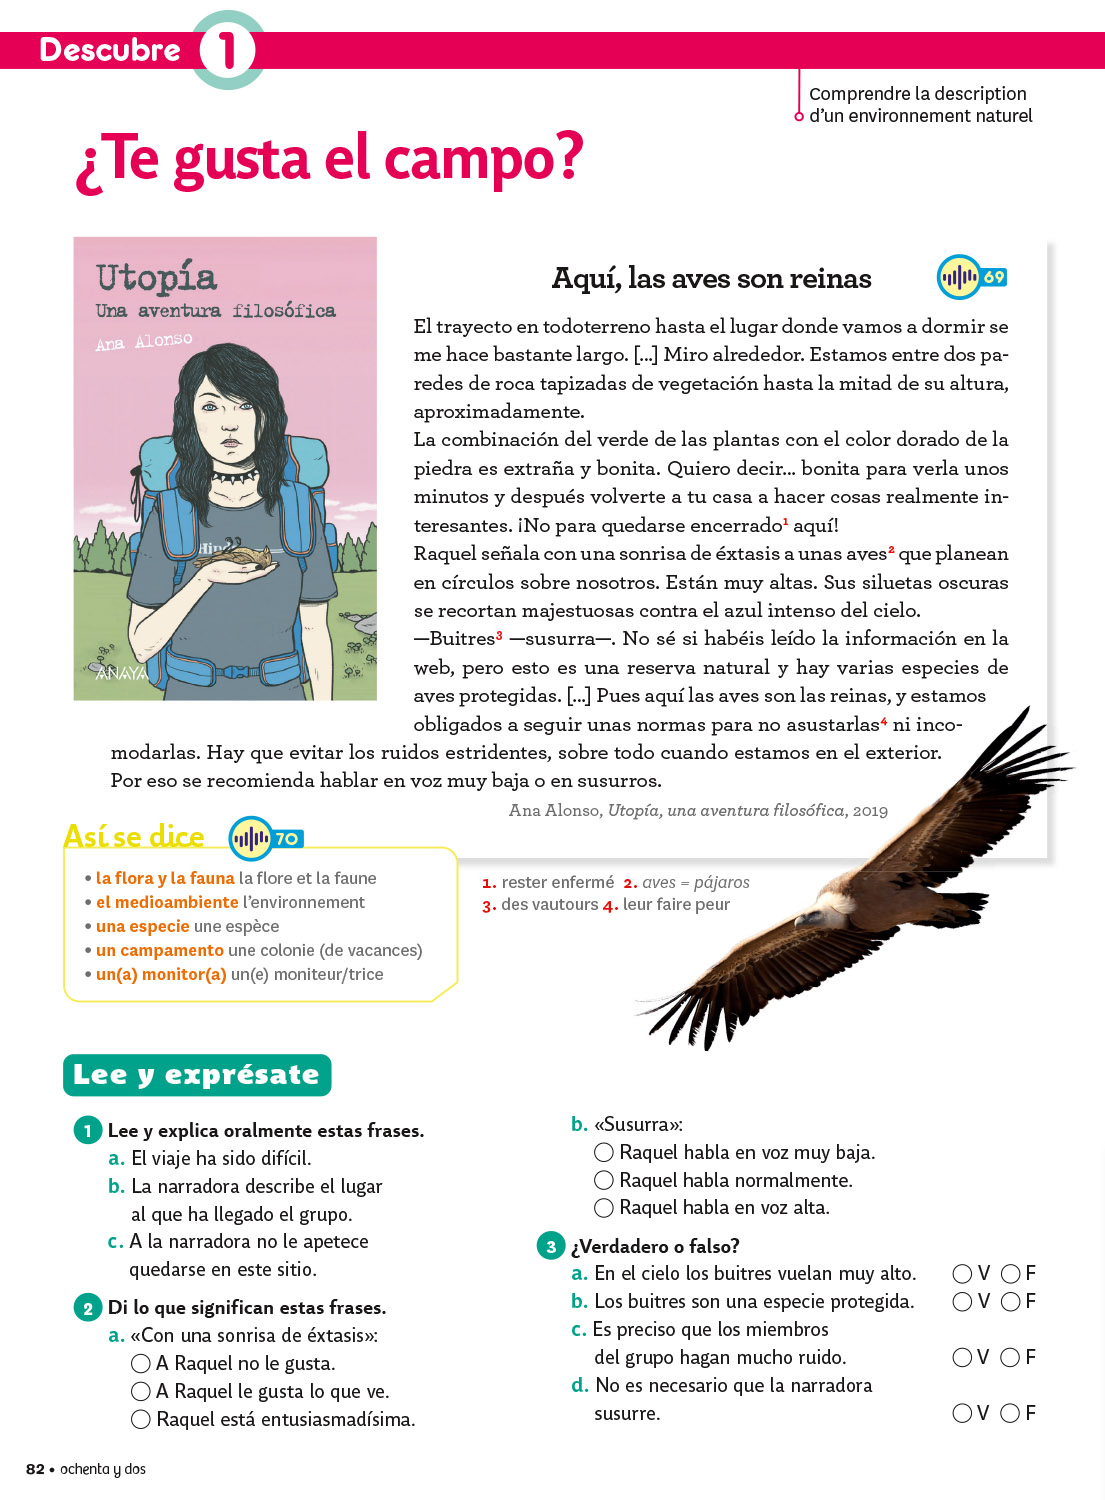 Descubre 1
Comprendre la description
d'un environnement naturel
¿Te gusta el campo?
Utopía
Una aventura filosófica
Ana Alonso
Hind
ANAYA
Aquí, las aves son reinas
69
El trayecto en todoterreno hasta el lugar donde vamos a dormir se
me hace bastante largo. [...] Miro alrededor. Estamos entre dos pa-
redes de roca tapizadas de vegetación hasta la mitad de su altura,
aproximadamente.
La combinación del verde de las plantas con el color dorado de la
piedra es extraña y bonita. Quiero decir... bonita para verla unos
minutos y después volverte a tu casa a hacer cosas realmente in-
teresantes. ¡No para quedarse encerrado¹ aquí!
Raquel señala con una sonrisa de éxtasis a unas aves² que planean
en círculos sobre nosotros. Están muy altas. Sus siluetas oscuras
se recortan majestuosas contra el azul intenso del cielo.
—Buitres³ —susurra—. No sé si habéis leído la información en la
web, pero esto es una reserva natural y hay varias especies de
aves protegidas. [...] Pues aquí las aves son las reinas, y estamos
obligados a seguir unas normas para no asustarlas⁴ ni inco-
modarlas. Hay que evitar los ruidos estridentes, sobre todo cuando estamos en el exterior.
Por eso se recomienda hablar en voz muy baja o en susurros.
Ana Alonso, Utopía, una aventura filosófica, 2019
Así se dice
70
• la flora y la fauna la flore et la faune
• el medioambiente l'environnement
• una especie une espèce
• un campamento une colonie (de vacances)
• un(a) monitor(a) un(e) moniteur/trice
1. rester enfermé 2. aves = pájaros
3. des vautours 4. leur faire peur
Lee y exprésate
1 Lee y explica oralmente estas frases.
a. El viaje ha sido difícil.
b. La narradora describe el lugar
al que ha llegado el grupo.
c. A la narradora no le apetece
quedarse en este sitio.
2 Di lo que significan estas frases.
a. «Con una sonrisa de éxtasis»:
A Raquel no le gusta.
A Raquel le gusta lo que ve.
Raquel está entusiasmadísima.
b. «Susurra»:
Raquel habla en voz muy baja.
Raquel habla normalmente.
Raquel habla en voz alta.
3 ¿Verdadero o falso?
a. En el cielo los buitres vuelan muy alto. V F
b. Los buitres son una especie protegida. V F
c. Es preciso que los miembros
del grupo hagan mucho ruido. V F
d. No es necesario que la narradora
susurre. V F
82 • ochenta y dos